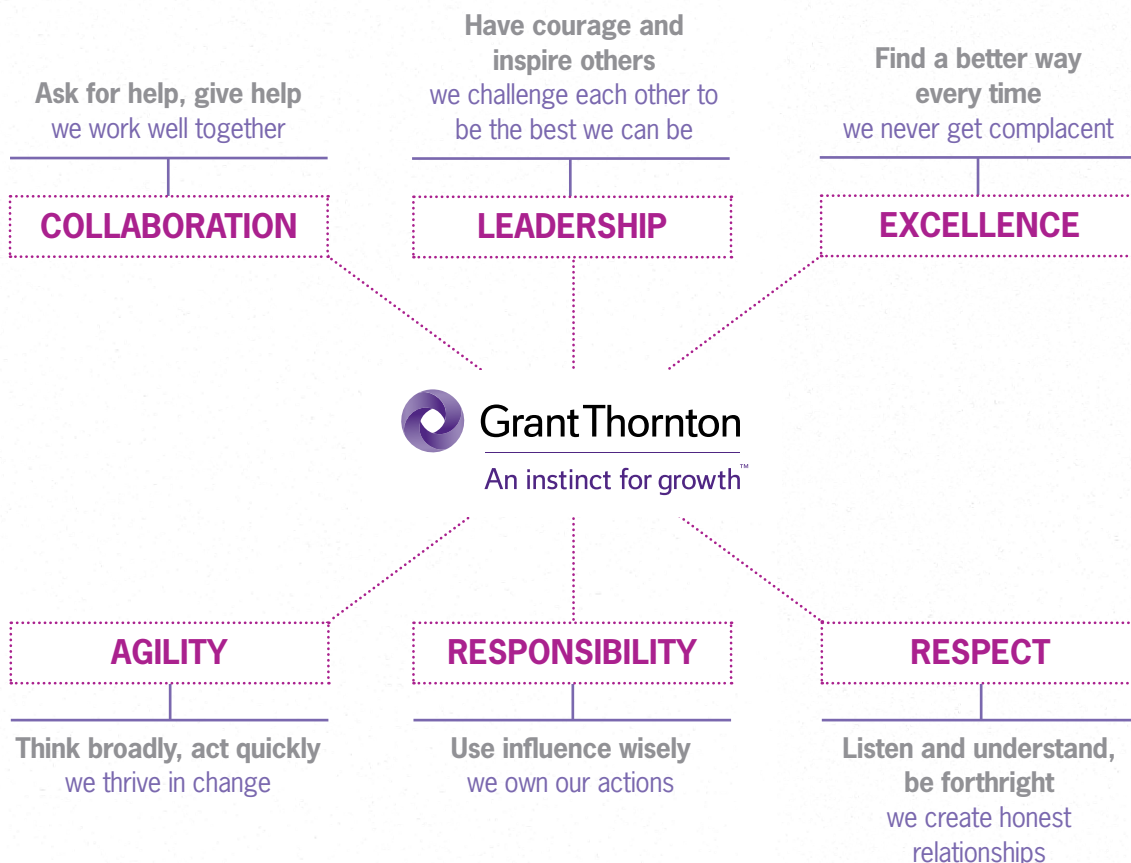 Ask for help, give help
we work well together
COLLABORATION
Have courage and
inspire others
we challenge each other to
be the best we can be
LEADERSHIP
Find a better way
every time
we never get complacent
EXCELLENCE
Grant Thornton
An instinct for growth™
AGILITY
Think broadly, act quickly
we thrive in change
RESPONSIBILITY
Use influence wisely
we own our actions
RESPECT
Listen and understand,
be forthright
we create honest
relationships